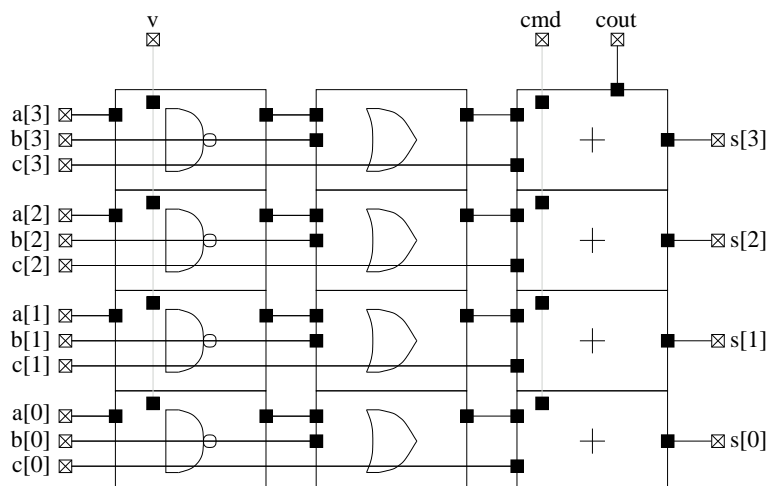 v cmd cout
a[3]
b[3] s[3]
c[3]
a[2]
b[2] s[2]
c[2]
a[1]
b[1] s[1]
c[1]
a[0]
b[0] s[0]
c[0]